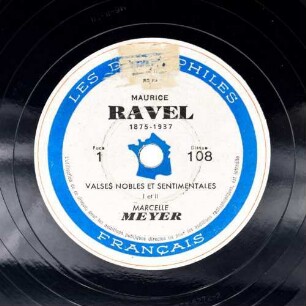 LES DISCOPHILES
MAURICE
RAVEL
1875-1937
Face
1
Disque
108
VALSES NOBLES ET SENTIMENTALES
I et II
MARCELLE
MEYER
FRANÇAIS